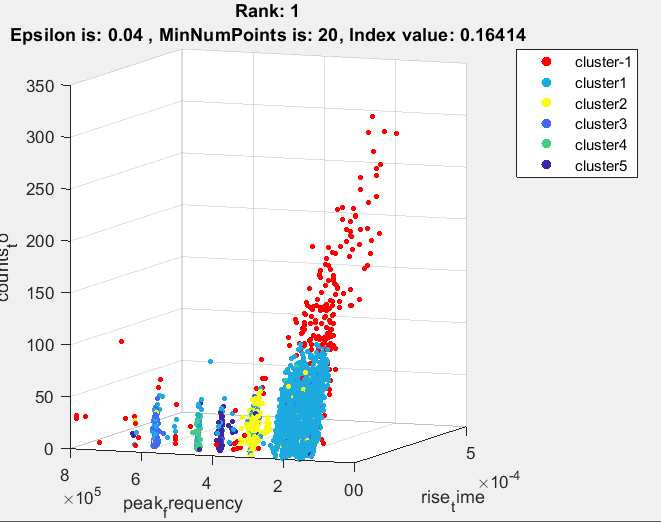 Rank: 1
Epsilon is: 0.04 , MinNumPoints is: 20, Index value: 0.16414
cluster-1
cluster1
cluster2
cluster3
cluster4
cluster5
350
300
250
200
150
100
50
0
counts_to
8
6
4
2
0
×10^5
peak_frequency
0
5
×10^-4
rise_time